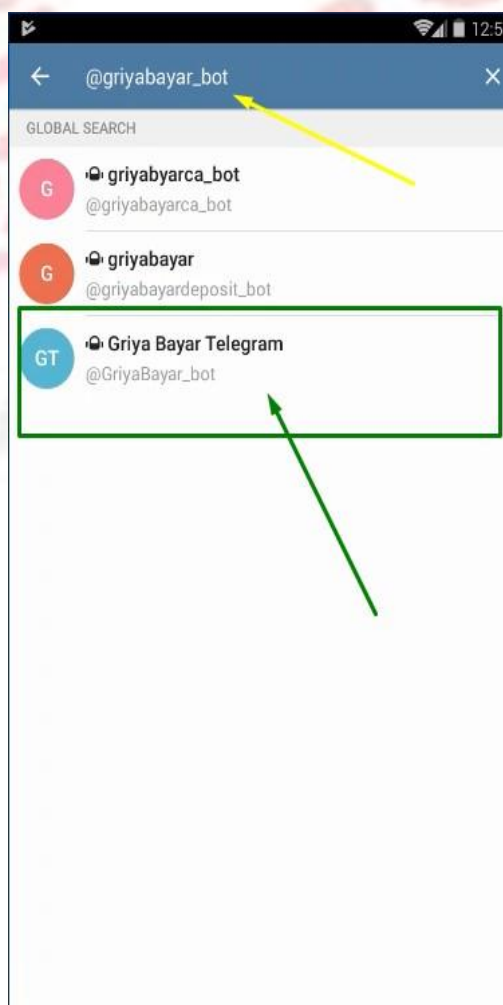 12:5
@griyabayar_bot
GLOBAL SEARCH
G
griyabyarca_bot
@griyabayarca_bot
G
griyabayar
@griyabayardeposit_bot
GT
Griya Bayar Telegram
@GriyaBayar_bot